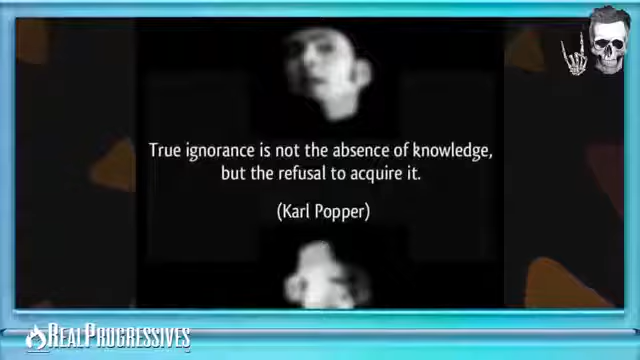 True ignorance is not the absence of knowledge,
but the refusal to acquire it.
(Karl Popper)
REALPROGRESSIVES